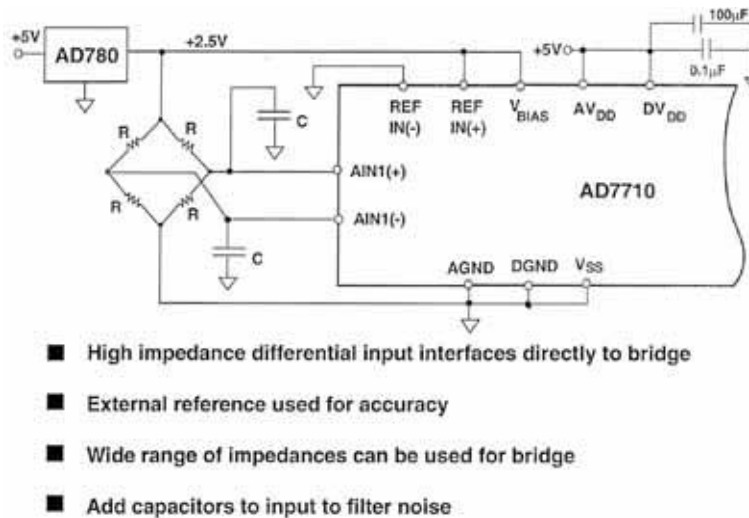 100µF
+5V
AD780
+2.5V
+5V
0.1µF
REF IN(-)
REF IN(+)
VBIAS
AVDD
DVDD
R
R
C
AIN1(+)
AD7710
R
R
AIN1(-)
C
AGND
DGND
VSS
■ High impedance differential input interfaces directly to bridge
■ External reference used for accuracy
■ Wide range of impedances can be used for bridge
■ Add capacitors to input to filter noise